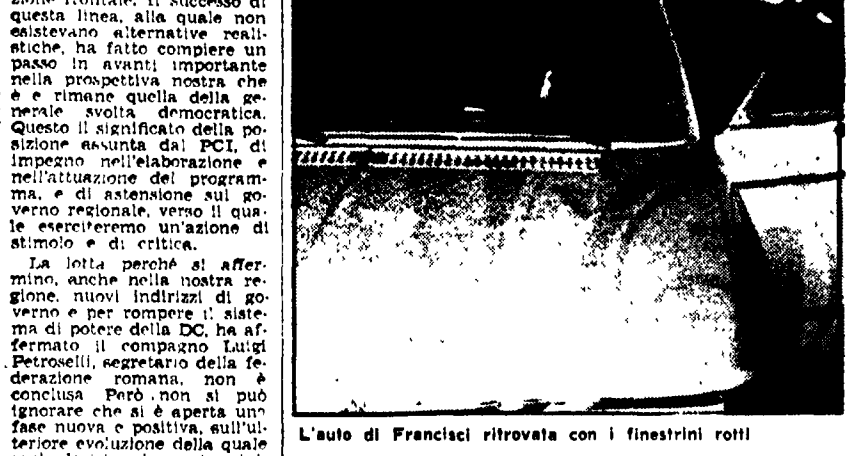 zione frontale. Il successo di
questa linea, alla quale non
esistevano alternative reali-
stiche, ha fatto compiere un
passo in avanti importante
nella prospettiva nostra che
è e rimane quella della ge-
nerale svolta democratica.
Questo il significato della po-
sizione assunta dal PCI, di
impegno nell'elaborazione e
nell'attuazione del program-
ma, e di astensione sul go-
verno regionale, verso il qua-
le eserciteremo un'azione di
stimolo e di critica.
La lotta perché si affer-
mino, anche nella nostra re-
gione, nuovi indirizzi di go-
verno e per rompere il siste-
ma di potere della DC, ha af-
fermato il compagno Luigi
Petroselli, segretario della fe-
derazione romana, non è
conclusa Però non si può
ignorare che si è aperta una
fase nuova e positiva, sull'ul-
teriore evoluzione della quale
L'auto di Francisci ritrovata con i finestrini rotti